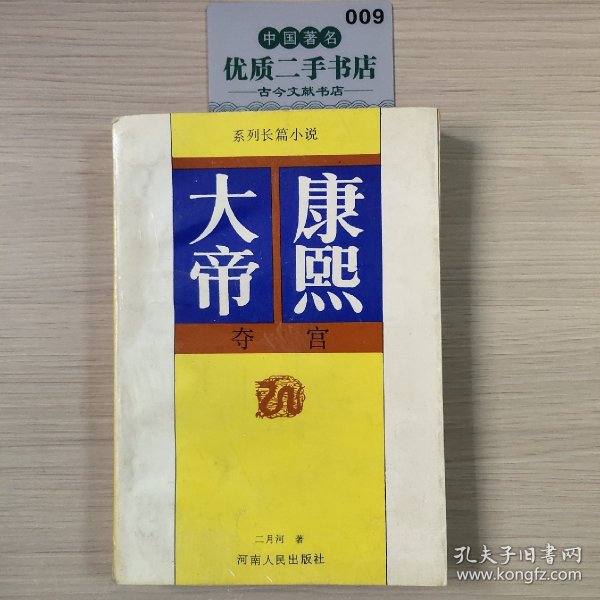 009
中国著名
优质二手书店
古今文献书店
系列长篇小说
康熙
大帝
夺宫
二月河 著
河南人民出版社
孔夫子旧书网
www.kongfz.com